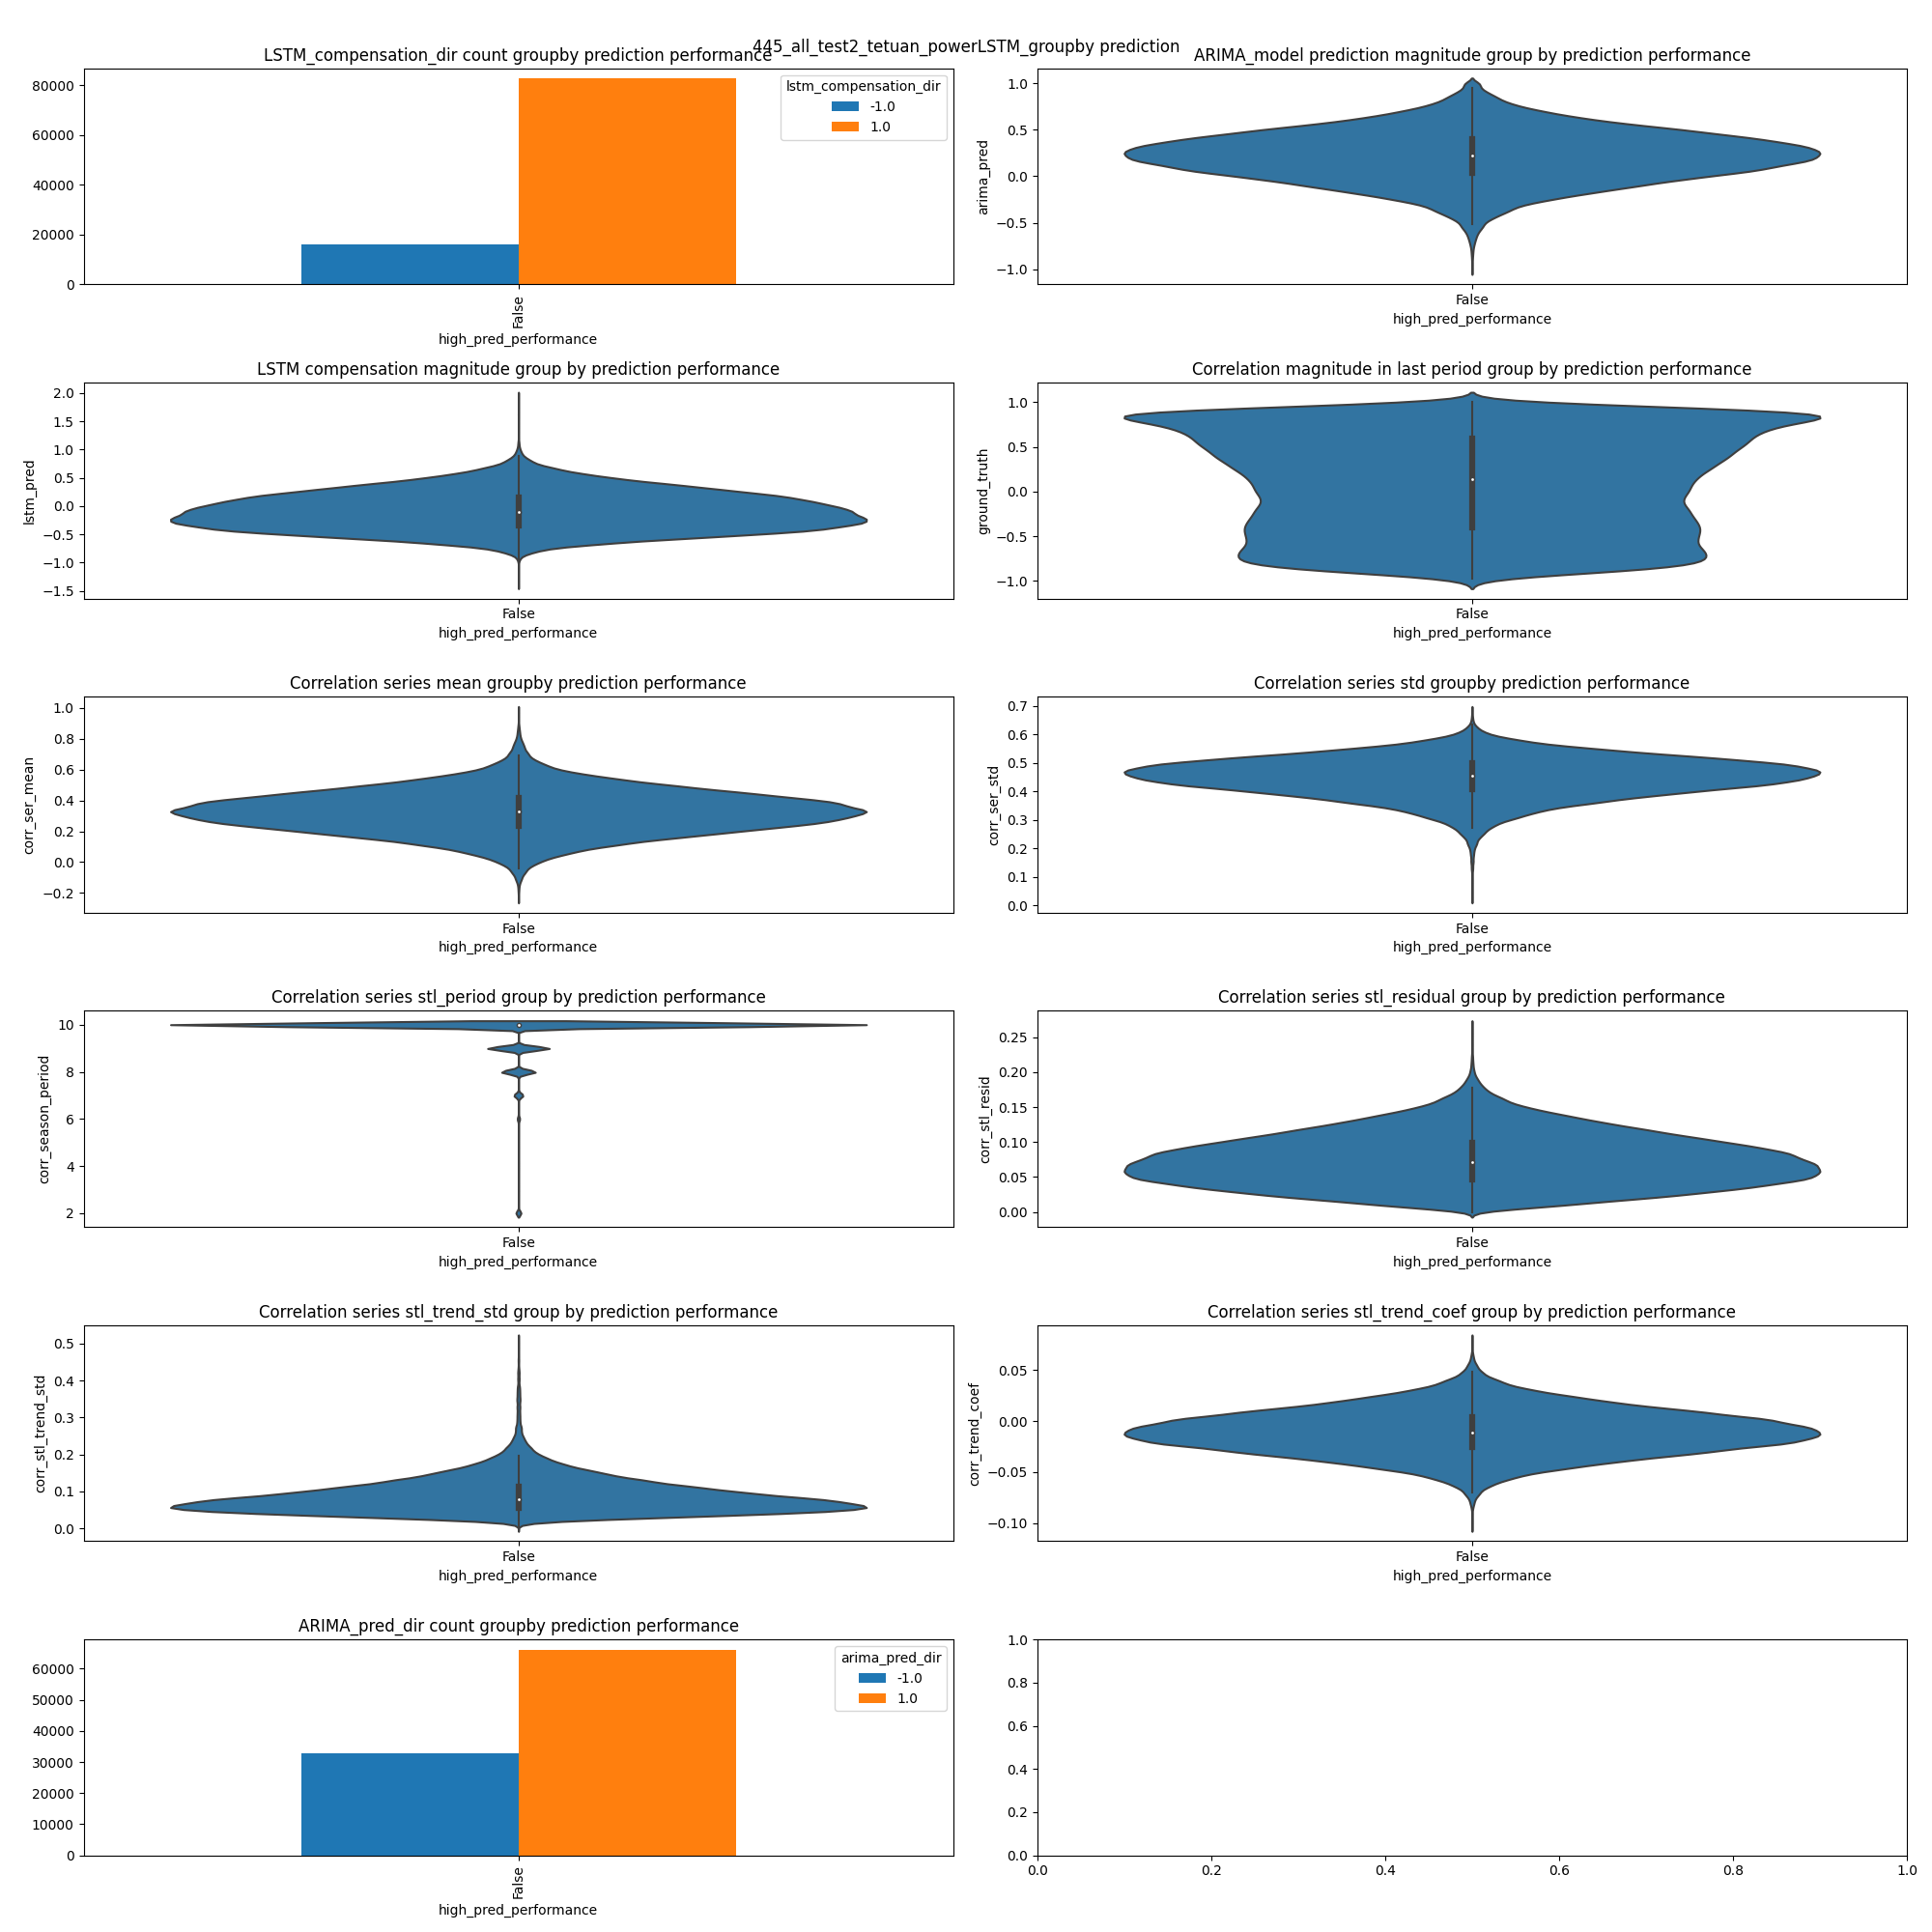 445_all_test2_tetuan_powerLSTM_groupby prediction
LSTM_compensation_dir count groupby prediction performance
80000
60000
40000
20000
0
lstm_compensation_dir
-1.0
1.0
False
high_pred_performance
ARIMA_model prediction magnitude group by prediction performance
arima_pred
1.0
0.5
0.0
−0.5
−1.0
False
high_pred_performance
LSTM compensation magnitude group by prediction performance
lstm_pred
2.0
1.5
1.0
0.5
0.0
−0.5
−1.0
−1.5
False
high_pred_performance
Correlation magnitude in last period group by prediction performance
ground_truth
1.0
0.5
0.0
−0.5
−1.0
False
high_pred_performance
Correlation series mean groupby prediction performance
corr_ser_mean
1.0
0.8
0.6
0.4
0.2
0.0
−0.2
False
high_pred_performance
Correlation series std groupby prediction performance
corr_ser_std
0.7
0.6
0.5
0.4
0.3
0.2
0.1
0.0
False
high_pred_performance
Correlation series stl_period group by prediction performance
corr_season_period
10
8
6
4
2
False
high_pred_performance
Correlation series stl_residual group by prediction performance
corr_stl_resid
0.25
0.20
0.15
0.10
0.05
0.00
False
high_pred_performance
Correlation series stl_trend_std group by prediction performance
corr_stl_trend_std
0.5
0.4
0.3
0.2
0.1
0.0
False
high_pred_performance
Correlation series stl_trend_coef group by prediction performance
corr_trend_coef
0.05
0.00
−0.05
−0.10
False
high_pred_performance
ARIMA_pred_dir count groupby prediction performance
60000
50000
40000
30000
20000
10000
0
arima_pred_dir
-1.0
1.0
False
high_pred_performance
1.0
0.8
0.6
0.4
0.2
0.0
0.0 0.2 0.4 0.6 0.8 1.0